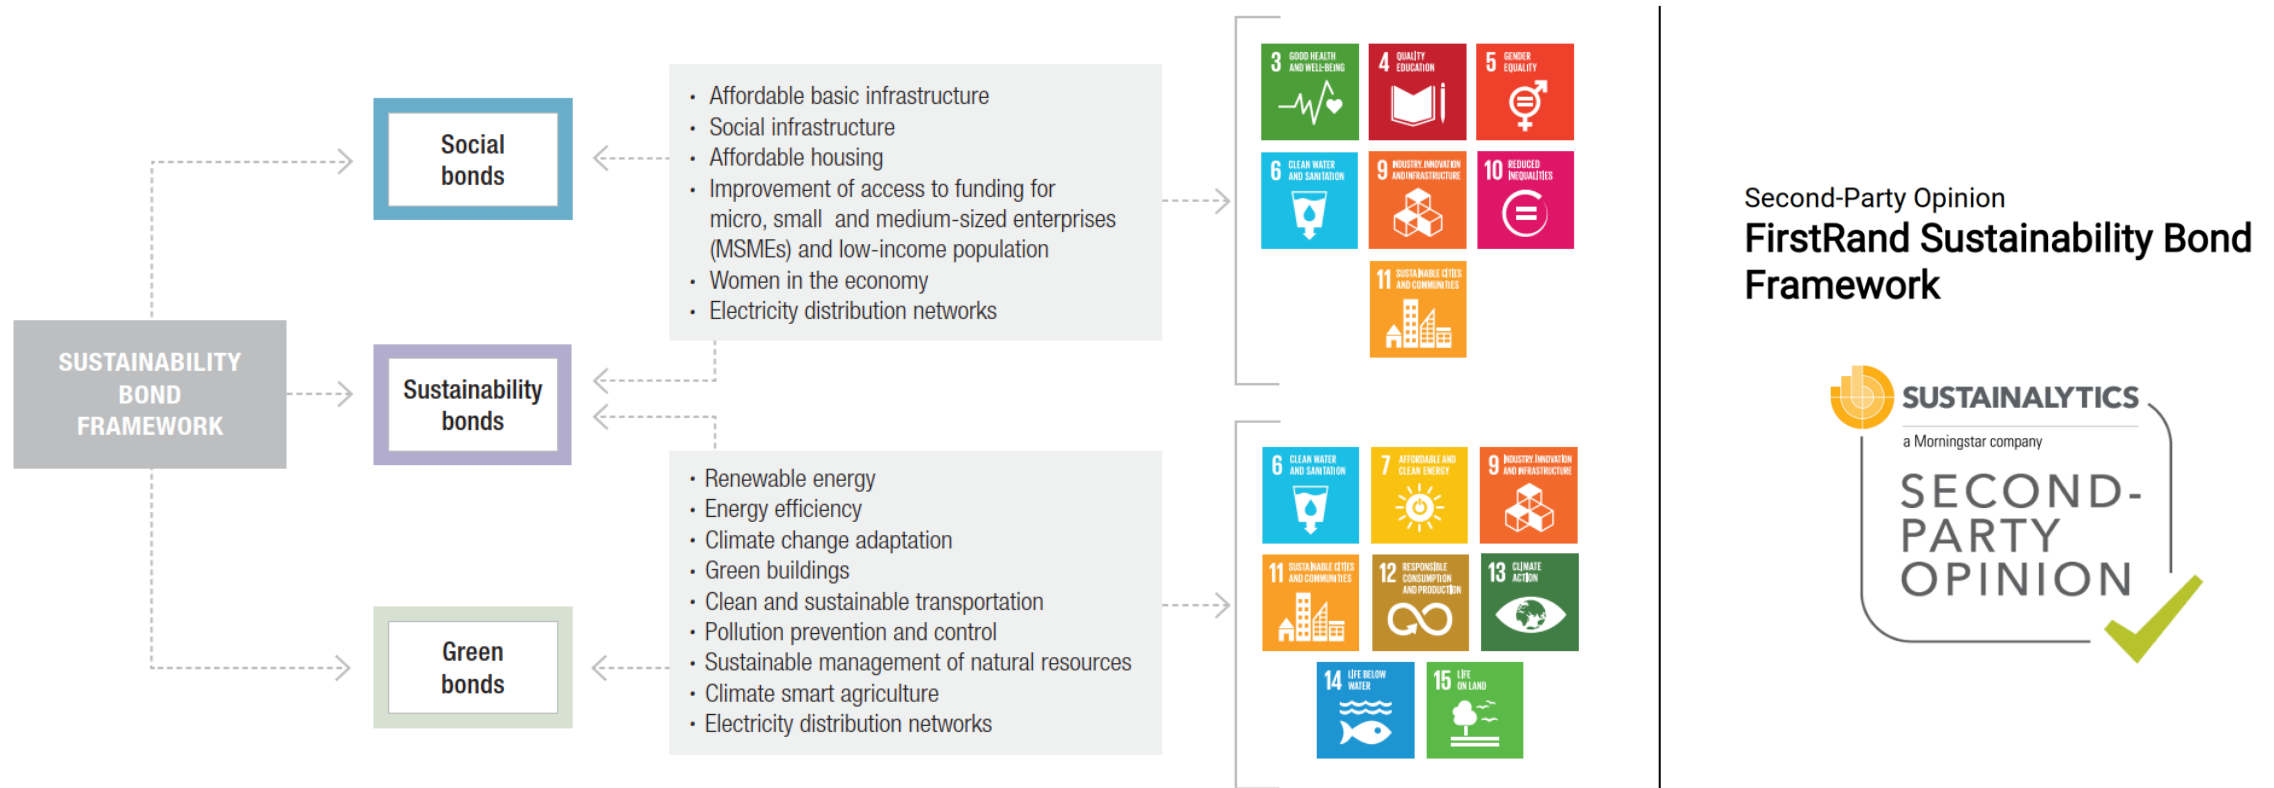 SUSTAINABILITY
BOND
FRAMEWORK
Social
bonds
Sustainability
bonds
Green
bonds
• Affordable basic infrastructure
• Social infrastructure
• Affordable housing
• Improvement of access to funding for
micro, small and medium-sized enterprises
(MSMEs) and low-income population
• Women in the economy
• Electricity distribution networks
• Renewable energy
• Energy efficiency
• Climate change adaptation
• Green buildings
• Clean and sustainable transportation
• Pollution prevention and control
• Sustainable management of natural resources
• Climate smart agriculture
• Electricity distribution networks
3 GOOD HEALTH
AND WELL-BEING
4 QUALITY
EDUCATION
5 GENDER
EQUALITY
6 CLEAN WATER
AND SANITATION
9 INDUSTRY, INNOVATION
AND INFRASTRUCTURE
10 REDUCED
INEQUALITIES
11 SUSTAINABLE CITIES
AND COMMUNITIES
6 CLEAN WATER
AND SANITATION
7 AFFORDABLE AND
CLEAN ENERGY
9 INDUSTRY, INNOVATION
AND INFRASTRUCTURE
11 SUSTAINABLE CITIES
AND COMMUNITIES
12 RESPONSIBLE
CONSUMPTION
AND PRODUCTION
13 CLIMATE
ACTION
14 LIFE BELOW
WATER
15 LIFE
ON LAND
Second-Party Opinion
FirstRand Sustainability Bond
Framework
SUSTAINALYTICS
a Morningstar company
SECOND-
PARTY
OPINION